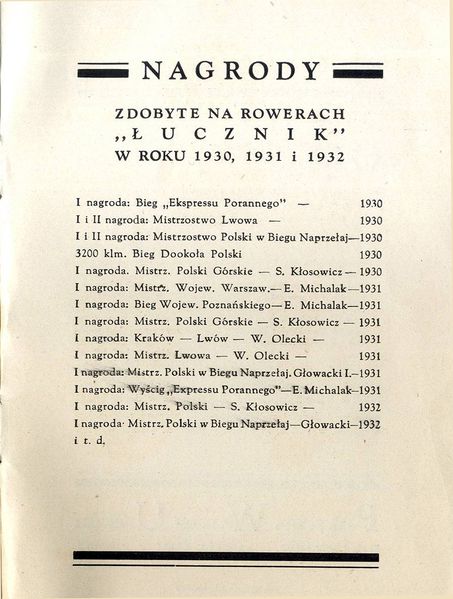 NAGRODY
ZDOBYTE NA ROWERACH
„ŁUCZNIK”
W ROKU 1930, 1931 i 1932
I nagroda: Bieg „Ekspressu Porannego” — 1930
I i II nagroda: Mistrzostwo Lwowa — 1930
I i II nagroda: Mistrzostwo Polski w Biegu Naprzełaj—1930
3200 klm. Bieg Dookoła Polski 1930
I nagroda. Mistrz. Polski Górskie — S. Kłosowicz — 1930
I nagroda: Mistrz. Wojew. Warszaw.— E. Michalak—1931
I nagroda: Bieg Wojew. Poznańskiego— E. Michalak—1931
I nagroda: Mistrz. Polski Górskie — S. Kłosowicz — 1931
I nagroda: Kraków — Lwów — W. Olecki — 1931
I nagroda: Mistrz. Lwowa — W. Olecki — 1931
I nagroda: Mistrz. Polski w Biegu Naprzełaj. Głowacki I.—1931
I nagroda: Wyścig „Expressu Porannego”—E. Michalak—1931
I nagroda: Mistrz. Polski — S. Kłosowicz — 1932
I nagroda· Mistrz. Polski w Biegu Naprzełaj—Głowacki—1932
i t. d.